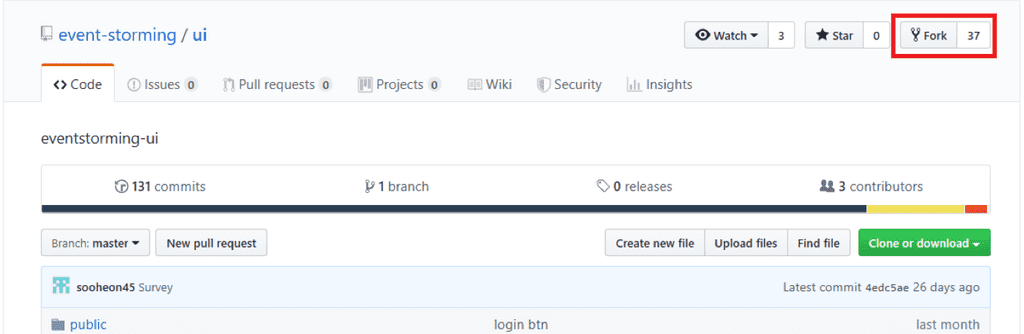 event-storming / ui Watch 3 Star 0 Fork 37
Code Issues 0 Pull requests 0 Projects 0 Wiki Security Insights
eventstorming-ui
131 commits 1 branch 0 releases 3 contributors
Branch: master New pull request Create new file Upload files Find file Clone or download
sooheon45 Survey Latest commit 4edc5ae 26 days ago
public login btn last month